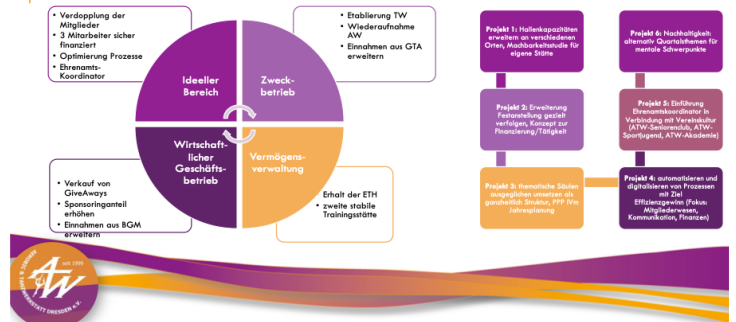 • Verdopplung der
Mitglieder
• 3 Mitarbeiter sicher
finanziert
• Optimierung Prozesse
• Ehrenamts-
Koordinator
• Etablierung TW
• Wiederaufnahme
AW
• Einnahmen aus GTA
erweitern
Ideeller
Bereich
Zweck-
betrieb
Wirtschaft-
licher
Geschäfts-
betrieb
Vermögens-
verwaltung
• Verkauf von
GiveAways
• Sponsoringanteil
erhöhen
• Einnahmen aus BGM
erweitern
• Erhalt der ETH
• zweite stabile
Trainingsstätte
Projekt 1: Hallenkapazitäten
erweitern an verschiedenen
Orten, Machbarkeitsstudie für
eigene Stätte
Projekt 2: Erweiterung
Festanstellung gezielt
verfolgen, Konzept zur
Finanzierung/Tätigkeit
Projekt 3: thematische Säulen
ausgeglichen umsetzen als
ganzheitlich Struktur, PPP IVm
Jahresplanung
Projekt 6: Nachhaltigkeit:
alternativ Quartalsthemen für
mentale Schwerpunkte
Projekt 5: Einführung
Ehrenamtskoordinator in
Verbindung mit Vereinskultur
(ATW-Seniorenclub, ATW-
Sportjugend, ATW-Akademie)
Projekt 4: automatisieren und
digitalisieren von Prozessen
mit Ziel
Effizienzgewinn (Fokus:
Mitgliederwesen,
Kommunikation, Finanzen)
seit 1999
ATW
& TANZWERKSTATT DRESDEN e.V.